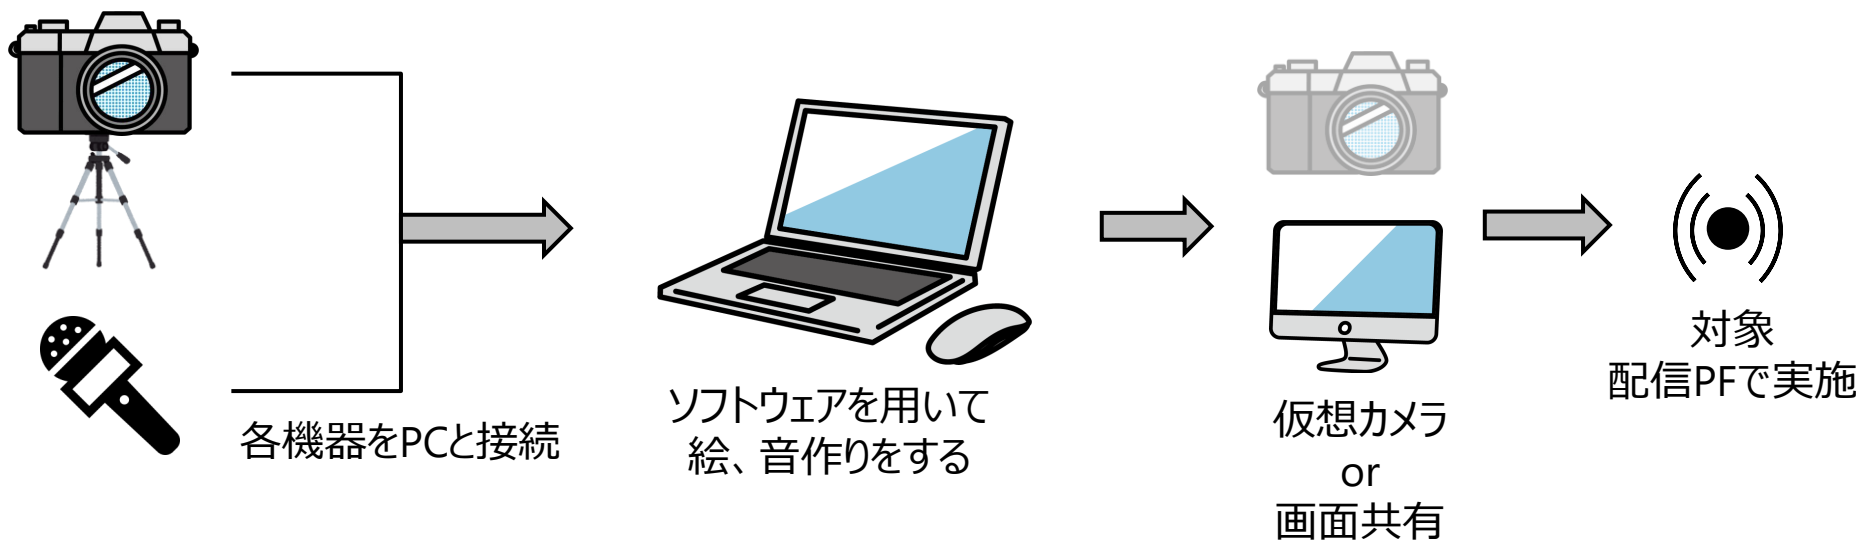 各機器をPCと接続
ソフトウェアを用いて
絵、音作りをする
仮想カメラ
or
画面共有
対象
配信PFで実施